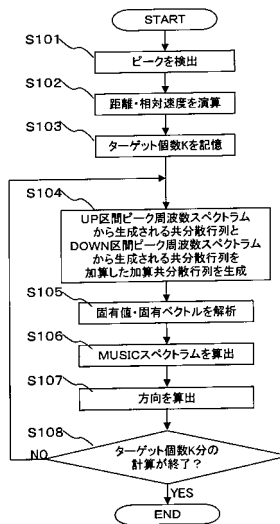 START
S101
ピークを検出
S102
距離・相対速度を演算
S103
ターゲット個数Kを記憶
S104
UP区間ピーク周波数スペクトラム
から生成される共分散行列と
DOWN区間ピーク周波数スペクトラム
から生成される共分散行列を
加算した加算共分散行列を生成
S105
固有値・固有ベクトルを解析
S106
MUSICスペクトラムを算出
S107
方向を算出
S108
ターゲット個数K分の
計算が終了?
NO
YES
END